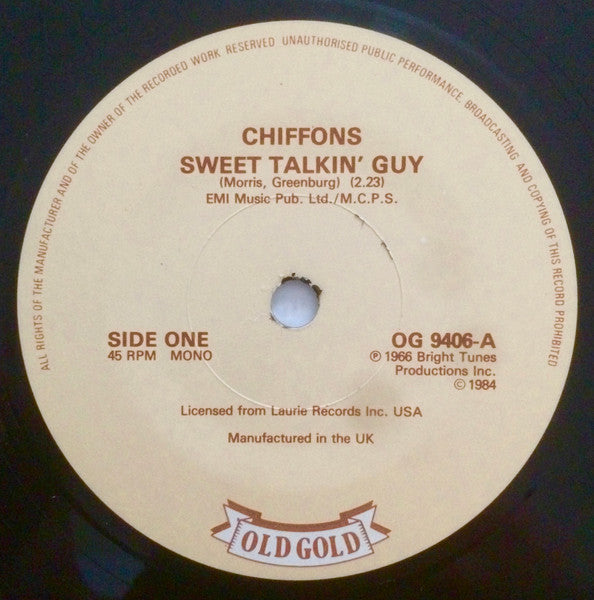 ALL RIGHTS OF THE MANUFACTURER AND OF THE OWNER OF THE RECORDED WORK RESERVED UNAUTHORISED PUBLIC PERFORMANCE, BROADCASTING AND COPYING OF THIS RECORD PROHIBITED
CHIFFONS
SWEET TALKIN' GUY
(Morris, Greenburg) (2.23)
EMI Music Pub. Ltd./M.C.P.S.
SIDE ONE
45 RPM MONO
OG 9406-A
℗ 1966 Bright Tunes
Productions Inc.
© 1984
Licensed from Laurie Records Inc. USA
Manufactured in the UK
OLD GOLD